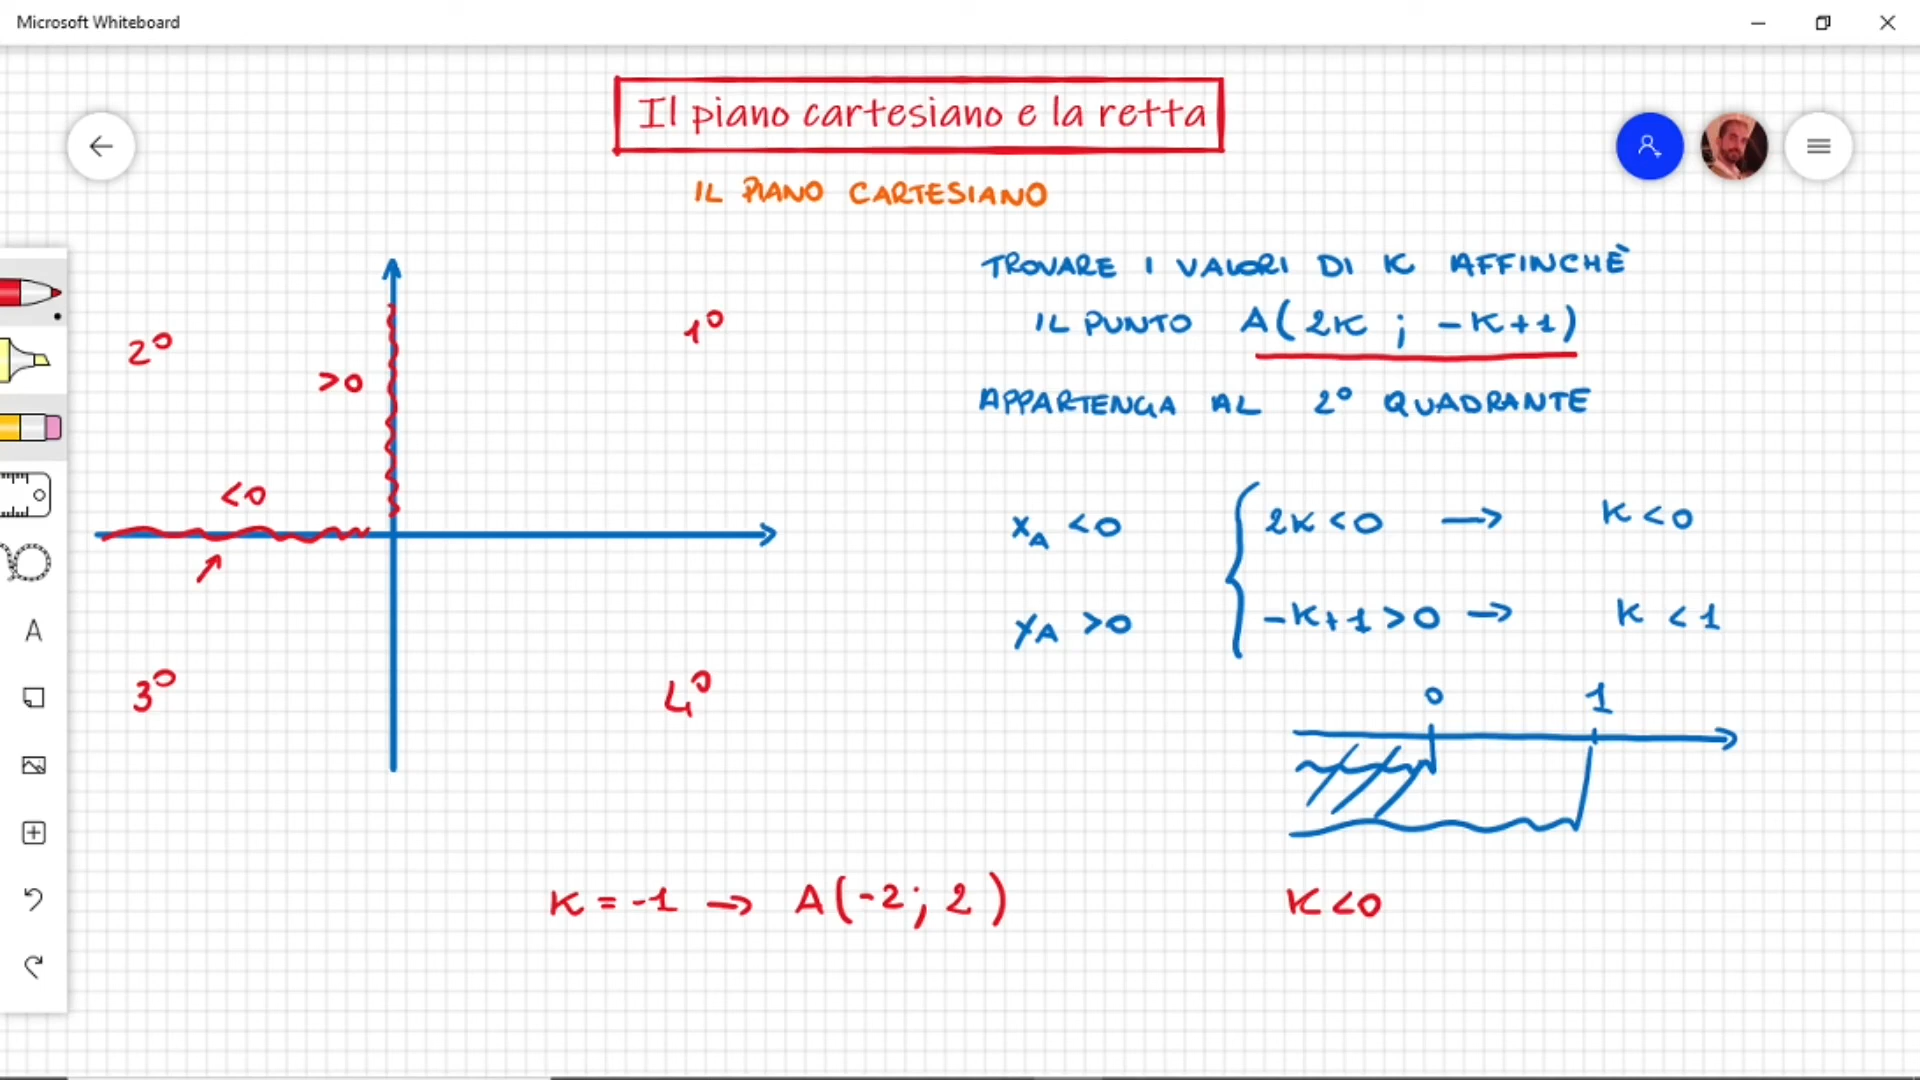 Microsoft Whiteboard
Il piano cartesiano e la retta
IL PIANO CARTESIANO
TROVARE I VALORI DI K AFFINCHÈ
IL PUNTO A(2K ; -K+1)
APPARTENGA AL 2° QUADRANTE
2°
1°
>0
<0
3°
4°
xA <0
2K<0 → K<0
yA >0
-K+1>0 → K < 1
0 1
K = -1 → A(-2; 2)
K<0
A